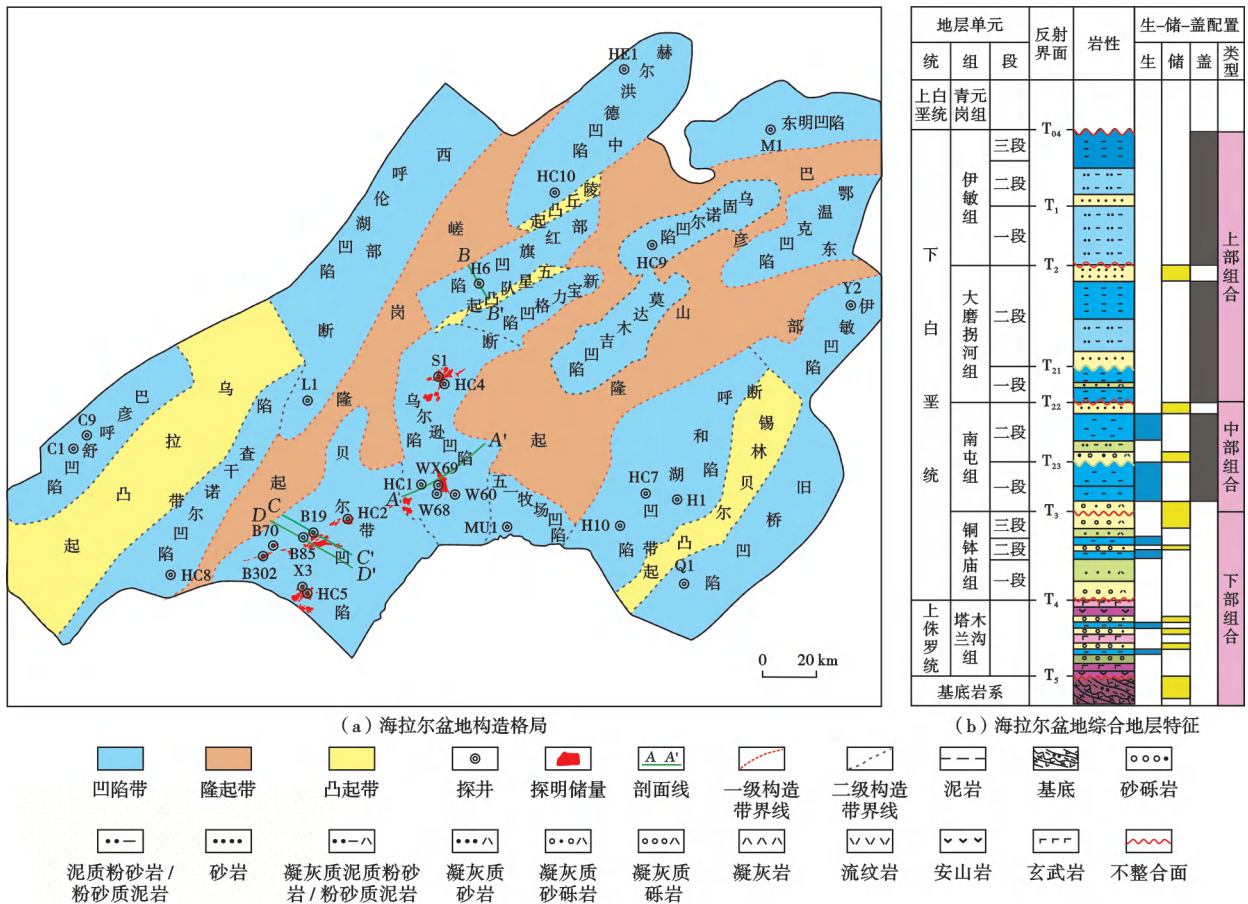 HE1
赫尔洪德凹陷
中
东明凹陷
M1
HC10
陵丘凸起
部
红旗凹陷
西
部
断
陷
呼伦湖凹陷
嵯
岗
隆
起
B
H6
B'
五星队凸起
新宝力格凹陷
乌固诺尔凹陷
HC9
巴
彦
山
隆
起
鄂温克凹陷
东
部
断
陷
Y2
伊敏凹陷
莫达木吉凹陷
断
陷
带
S1
HC4
乌尔逊凹陷
L1
巴彦呼舒凹陷
C9
C1
乌
拉
凸
起
带
查干诺尔凹陷
HC8
贝
尔
凹
陷
A'
WX69
HC1
A
W60
W68
MU1
五一牧场凹陷
C
D
B19
B70
B85
B302
HC2
C'
D'
X3
HC5
呼和湖凹陷
HC7
H1
H10
锡林贝尔凸起
带
旧桥凹陷
Q1
0 20 km
(a)海拉尔盆地构造格局
地层单元
反射界面
岩性
生-储-盖配置
统
组
段
生
储
盖
类型
上白垩统
青元岗组
T04
下白垩统
伊敏组
三段
二段
T1
一段
T2
大磨拐河组
二段
T21
一段
T22
南屯组
二段
T23
一段
T3
铜钵庙组
三段
二段
一段
T4
上侏罗统
塔木兰沟组
T5
基底岩系
上部组合
中部组合
下部组合
(b)海拉尔盆地综合地层特征
A A'
凹陷带
隆起带
凸起带
探井
探明储量
剖面线
一级构造带界线
二级构造带界线
泥岩
基底
砂砾岩
泥质粉砂岩/粉砂质泥岩
砂岩
凝灰质泥质粉砂岩/粉砂质泥岩
凝灰质砂岩
凝灰质砂砾岩
凝灰质砾岩
凝灰岩
流纹岩
安山岩
玄武岩
不整合面